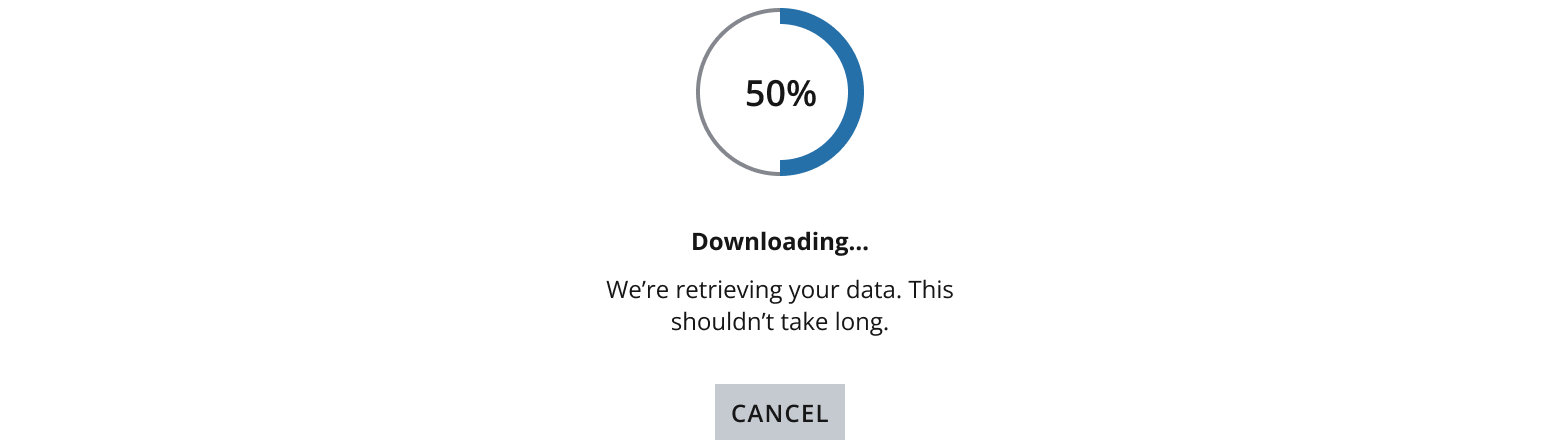 50%
Downloading...
We’re retrieving your data. This
shouldn’t take long.
CANCEL